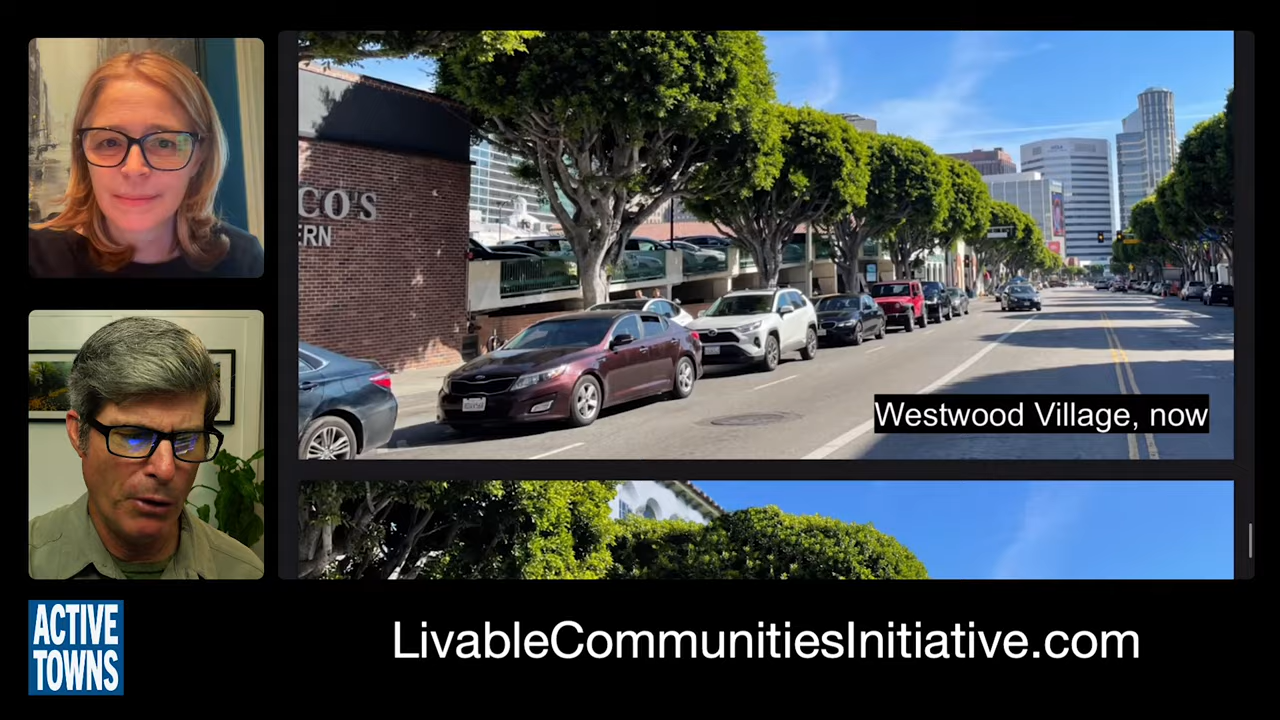 CO'S
ERN
Westwood Village, now
ACTIVE
TOWNS
LivableCommunitiesInitiative.com